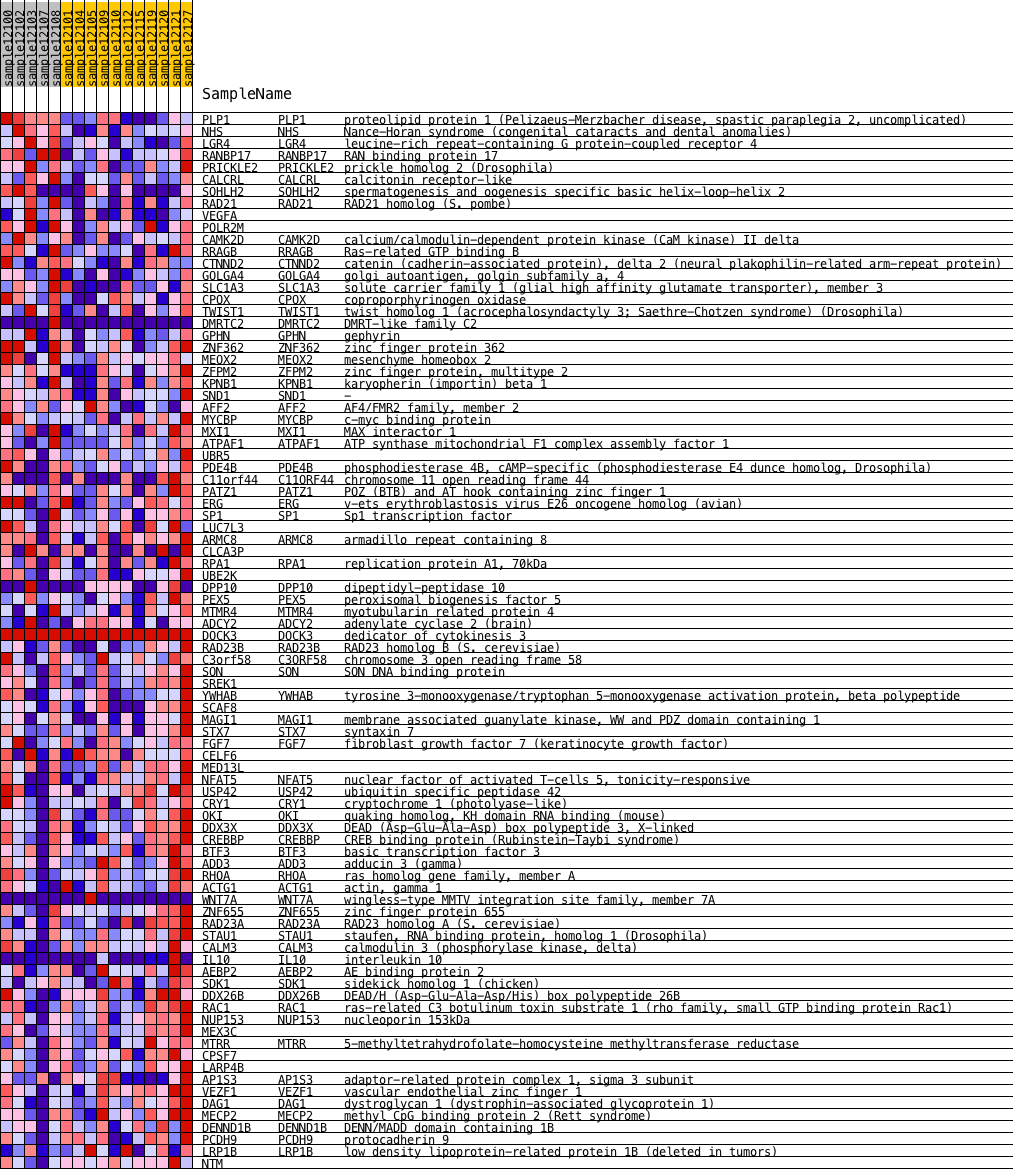 sample12100
sample12102
sample12103
sample12107
sample12108
sample12101
sample12104
sample12105
sample12109
sample12110
sample12112
sample12115
sample12119
sample12120
sample12121
sample12127
SampleName
PLP1 PLP1 proteolipid protein 1 (Pelizaeus-Merzbacher disease, spastic paraplegia 2, uncomplicated)
NHS NHS Nance-Horan syndrome (congenital cataracts and dental anomalies)
LGR4 LGR4 leucine-rich repeat-containing G protein-coupled receptor 4
RANBP17 RANBP17 RAN binding protein 17
PRICKLE2 PRICKLE2 prickle homolog 2 (Drosophila)
CALCRL CALCRL calcitonin receptor-like
SOHLH2 SOHLH2 spermatogenesis and oogenesis specific basic helix-loop-helix 2
RAD21 RAD21 RAD21 homolog (S. pombe)
VEGFA
POLR2M
CAMK2D CAMK2D calcium/calmodulin-dependent protein kinase (CaM kinase) II delta
RRAGB RRAGB Ras-related GTP binding B
CTNND2 CTNND2 catenin (cadherin-associated protein), delta 2 (neural plakophilin-related arm-repeat protein)
GOLGA4 GOLGA4 golgi autoantigen, golgin subfamily a, 4
SLC1A3 SLC1A3 solute carrier family 1 (glial high affinity glutamate transporter), member 3
CPOX CPOX coproporphyrinogen oxidase
TWIST1 TWIST1 twist homolog 1 (acrocephalosyndactyly 3; Saethre-Chotzen syndrome) (Drosophila)
DMRTC2 DMRTC2 DMRT-like family C2
GPHN GPHN gephyrin
ZNF362 ZNF362 zinc finger protein 362
MEOX2 MEOX2 mesenchyme homeobox 2
ZFPM2 ZFPM2 zinc finger protein, multitype 2
KPNB1 KPNB1 karyopherin (importin) beta 1
SND1 SND1 –
AFF2 AFF2 AF4/FMR2 family, member 2
MYCBP MYCBP c-myc binding protein
MXI1 MXI1 MAX interactor 1
ATPAF1 ATPAF1 ATP synthase mitochondrial F1 complex assembly factor 1
UBR5
PDE4B PDE4B phosphodiesterase 4B, cAMP-specific (phosphodiesterase E4 dunce homolog, Drosophila)
C11orf44 C11ORF44 chromosome 11 open reading frame 44
PATZ1 PATZ1 POZ (BTB) and AT hook containing zinc finger 1
ERG ERG v-ets erythroblastosis virus E26 oncogene homolog (avian)
SP1 SP1 Sp1 transcription factor
LUC7L3
ARMC8 ARMC8 armadillo repeat containing 8
CLCA3P
RPA1 RPA1 replication protein A1, 70kDa
UBE2K
DPP10 DPP10 dipeptidyl-peptidase 10
PEX5 PEX5 peroxisomal biogenesis factor 5
MTMR4 MTMR4 myotubularin related protein 4
ADCY2 ADCY2 adenylate cyclase 2 (brain)
DOCK3 DOCK3 dedicator of cytokinesis 3
RAD23B RAD23B RAD23 homolog B (S. cerevisiae)
C3orf58 C3ORF58 chromosome 3 open reading frame 58
SON SON SON DNA binding protein
SREK1
YWHAB YWHAB tyrosine 3-monooxygenase/tryptophan 5-monooxygenase activation protein, beta polypeptide
SCAF8
MAGI1 MAGI1 membrane associated guanylate kinase, WW and PDZ domain containing 1
STX7 STX7 syntaxin 7
FGF7 FGF7 fibroblast growth factor 7 (keratinocyte growth factor)
CELF6
MED13L
NFAT5 NFAT5 nuclear factor of activated T-cells 5, tonicity-responsive
USP42 USP42 ubiquitin specific peptidase 42
CRY1 CRY1 cryptochrome 1 (photolyase-like)
QKI QKI quaking homolog, KH domain RNA binding (mouse)
DDX3X DDX3X DEAD (Asp-Glu-Ala-Asp) box polypeptide 3, X-linked
CREBBP CREBBP CREB binding protein (Rubinstein-Taybi syndrome)
BTF3 BTF3 basic transcription factor 3
ADD3 ADD3 adducin 3 (gamma)
RHOA RHOA ras homolog gene family, member A
ACTG1 ACTG1 actin, gamma 1
WNT7A WNT7A wingless-type MMTV integration site family, member 7A
ZNF655 ZNF655 zinc finger protein 655
RAD23A RAD23A RAD23 homolog A (S. cerevisiae)
STAU1 STAU1 staufen, RNA binding protein, homolog 1 (Drosophila)
CALM3 CALM3 calmodulin 3 (phosphorylase kinase, delta)
IL10 IL10 interleukin 10
AEBP2 AEBP2 AE binding protein 2
SDK1 SDK1 sidekick homolog 1 (chicken)
DDX26B DDX26B DEAD/H (Asp-Glu-Ala-Asp/His) box polypeptide 26B
RAC1 RAC1 ras-related C3 botulinum toxin substrate 1 (rho family, small GTP binding protein Rac1)
NUP153 NUP153 nucleoporin 153kDa
MEX3C
MTRR MTRR 5-methyltetrahydrofolate-homocysteine methyltransferase reductase
CPSF7
LARP4B
AP1S3 AP1S3 adaptor-related protein complex 1, sigma 3 subunit
VEZF1 VEZF1 vascular endothelial zinc finger 1
DAG1 DAG1 dystroglycan 1 (dystrophin-associated glycoprotein 1)
MECP2 MECP2 methyl CpG binding protein 2 (Rett syndrome)
DENND1B DENND1B DENN/MADD domain containing 1B
PCDH9 PCDH9 protocadherin 9
LRP1B LRP1B low density lipoprotein-related protein 1B (deleted in tumors)
NTM